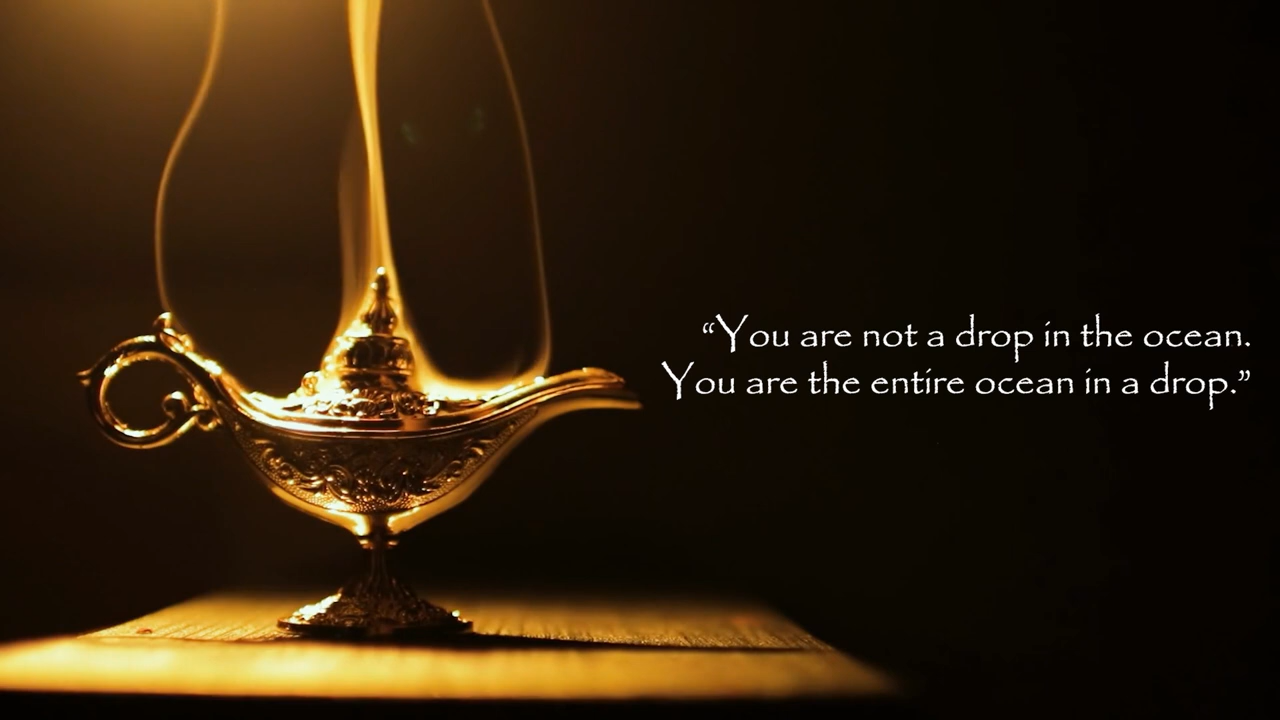 “You are not a drop in the ocean.
You are the entire ocean in a drop.”